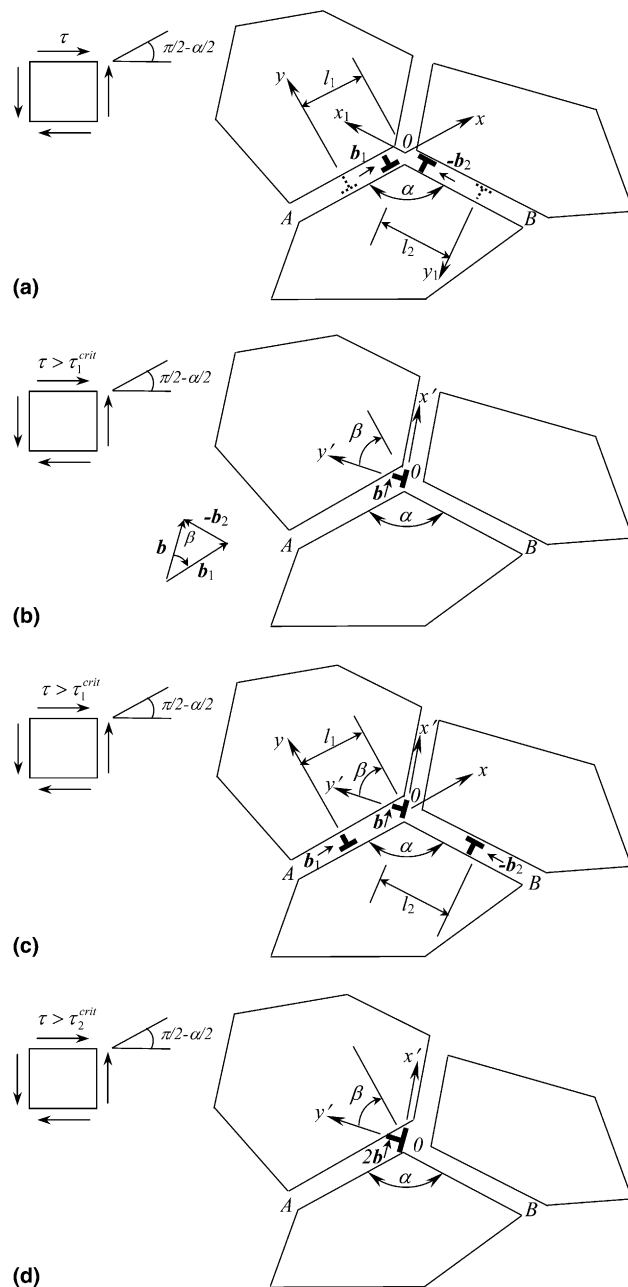 τ
π/2-α/2
y
l₁
x₁
0
x
b₁
-b₂
α
A
B
l₂
y₁
(a)
τ > τ₁ᶜʳⁱᵗ
π/2-α/2
x′
β
y′
0
b
-b₂
b
β
b₁
α
A
B
(b)
τ > τ₁ᶜʳⁱᵗ
π/2-α/2
x′
y
l₁
β
y′
0
x
b
b₁
α
-b₂
A
B
l₂
(c)
τ > τ₂ᶜʳⁱᵗ
π/2-α/2
x′
β
y′
0
2b
α
A
B
(d)